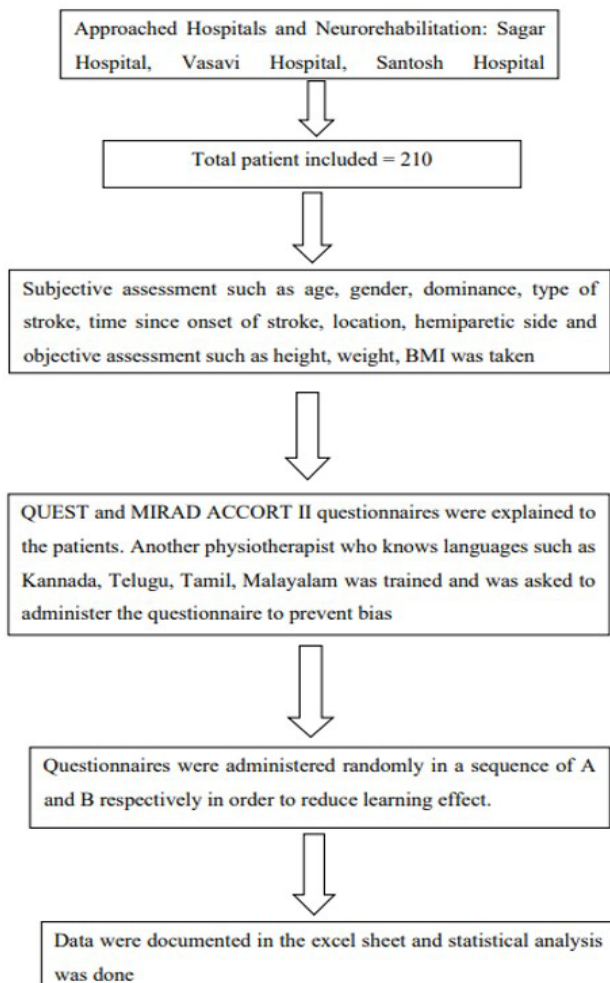 Approached Hospitals and Neurorehabilitation: Sagar
Hospital, Vasavi Hospital, Santosh Hospital
Total patient included = 210
Subjective assessment such as age, gender, dominance, type of
stroke, time since onset of stroke, location, hemiparetic side and
objective assessment such as height, weight, BMI was taken
QUEST and MIRAD ACCORT II questionnaires were explained to
the patients. Another physiotherapist who knows languages such as
Kannada, Telugu, Tamil, Malayalam was trained and was asked to
administer the questionnaire to prevent bias
Questionnaires were administered randomly in a sequence of A
and B respectively in order to reduce learning effect.
Data were documented in the excel sheet and statistical analysis
was done